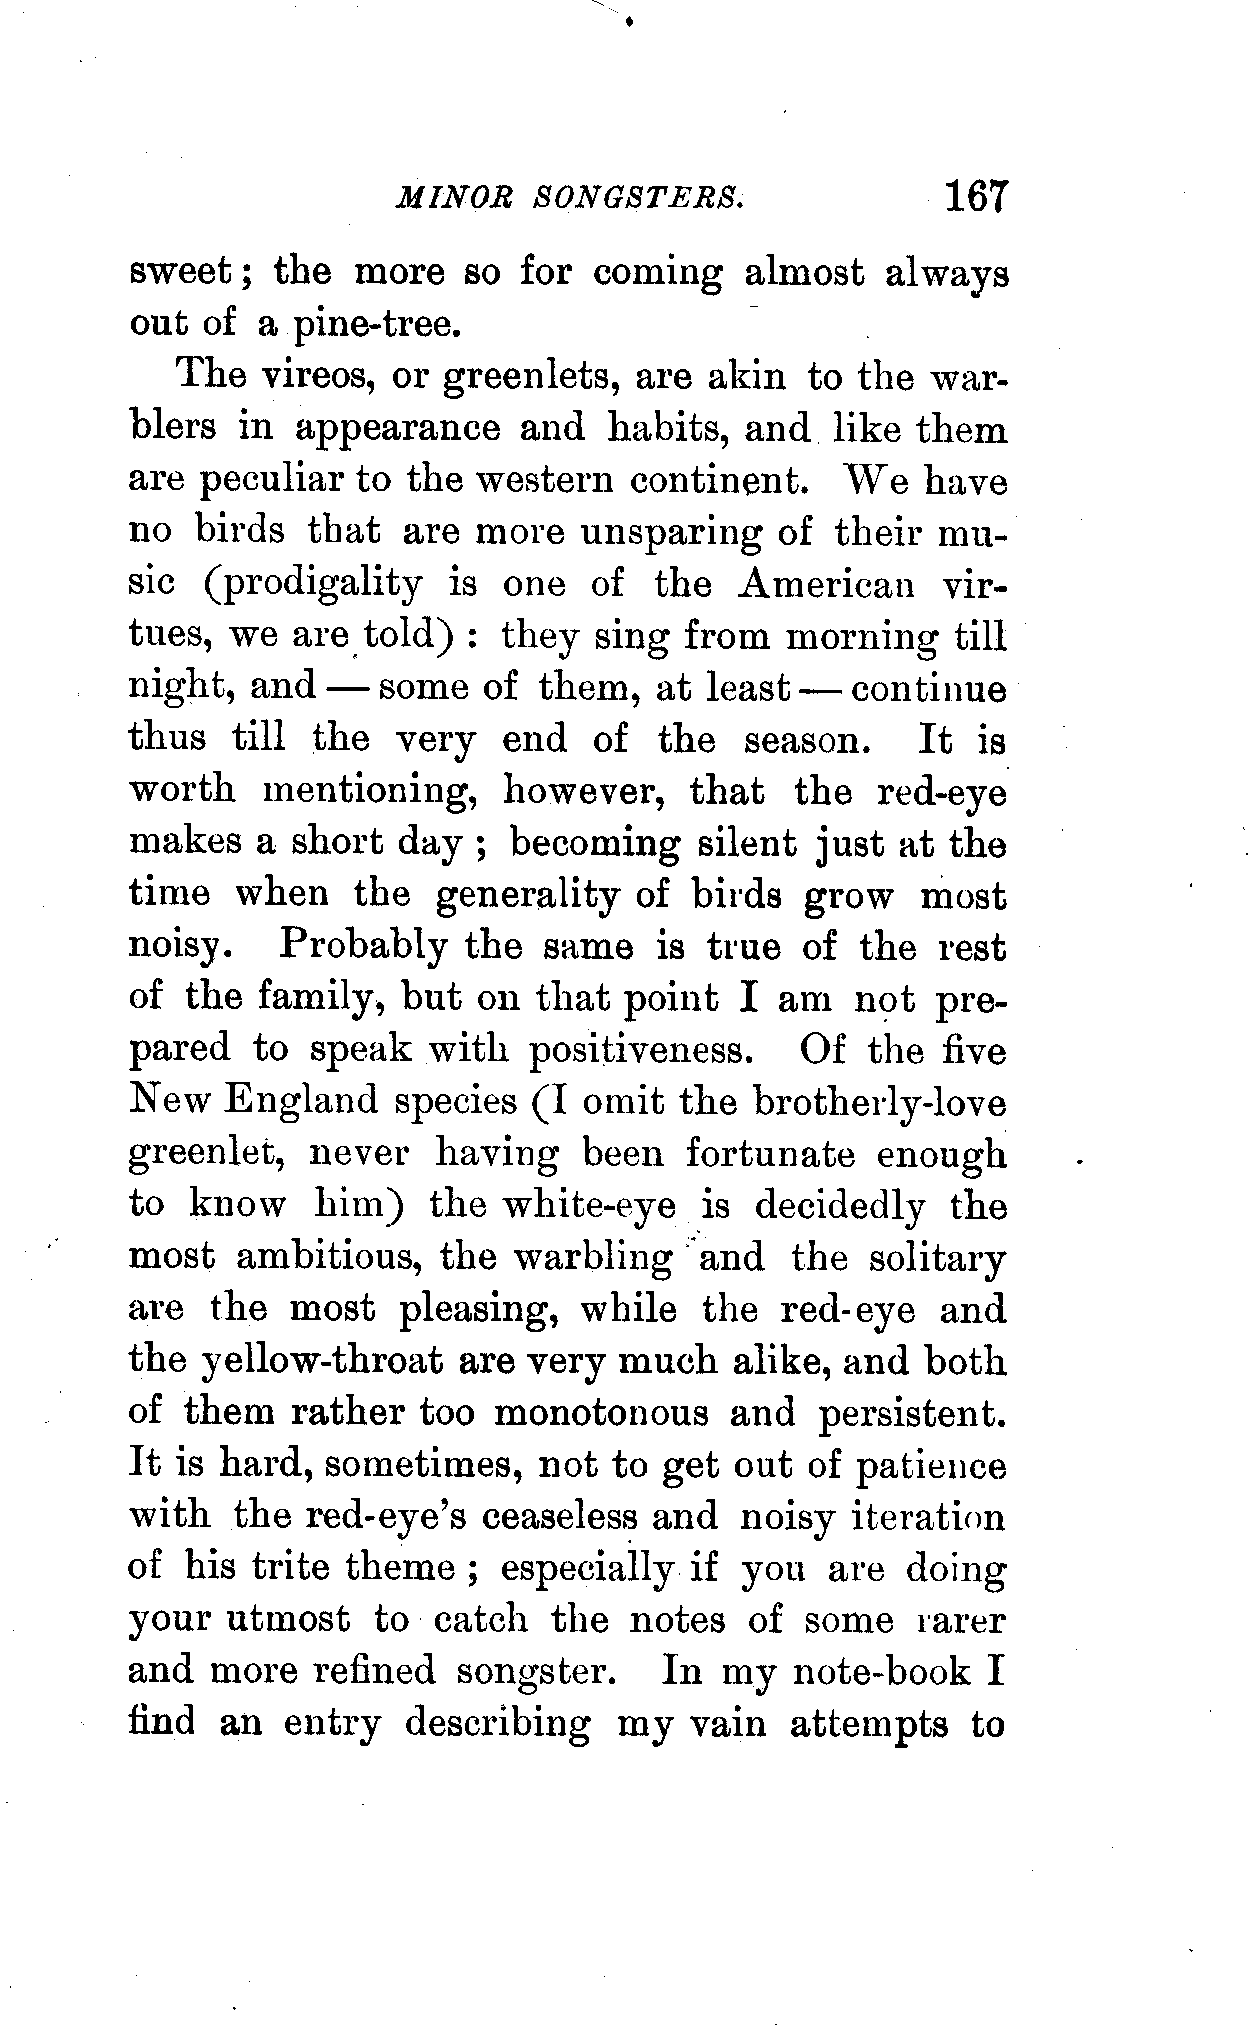 MINOR SONGSTERS. 167
sweet; the more so for coming almost always
out of a pine-tree.
The vireos, or greenlets, are akin to the war-
blers in appearance and habits, and like them
are peculiar to the western continent. We have
no birds that are more unsparing of their mu-
sic (prodigality is one of the American vir-
tues, we are told) : they sing from morning till
night, and — some of them, at least — continue
thus till the very end of the season. It is
worth mentioning, however, that the red-eye
makes a short day ; becoming silent just at the
time when the generality of birds grow most
noisy. Probably the same is true of the rest
of the family, but on that point I am not pre-
pared to speak with positiveness. Of the five
New England species (I omit the brotherly-love
greenlet, never having been fortunate enough
to know him) the white-eye is decidedly the
most ambitious, the warbling and the solitary
are the most pleasing, while the red-eye and
the yellow-throat are very much alike, and both
of them rather too monotonous and persistent.
It is hard, sometimes, not to get out of patience
with the red-eye's ceaseless and noisy iteration
of his trite theme ; especially if you are doing
your utmost to catch the notes of some rarer
and more refined songster. In my note-book I
find an entry describing my vain attempts to